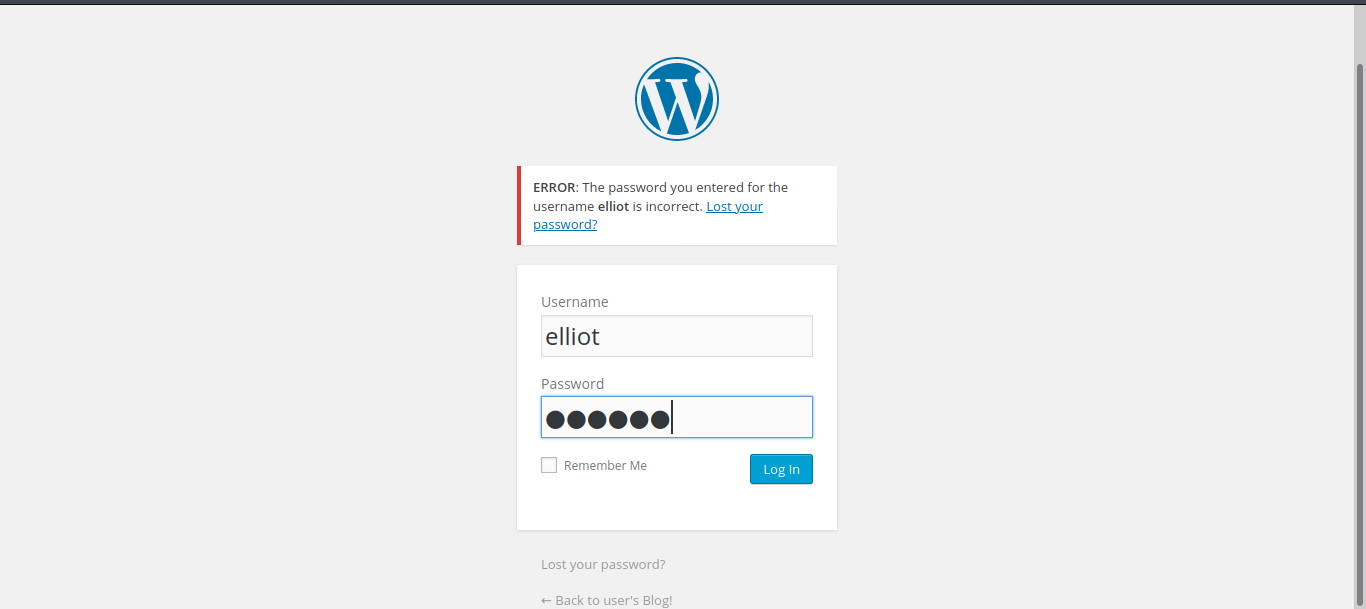 ERROR: The password you entered for the
username elliot is incorrect. Lost your
password?
Username
elliot
Password
●●●●●●
Remember Me
Log In
Lost your password?
← Back to user's Blog!